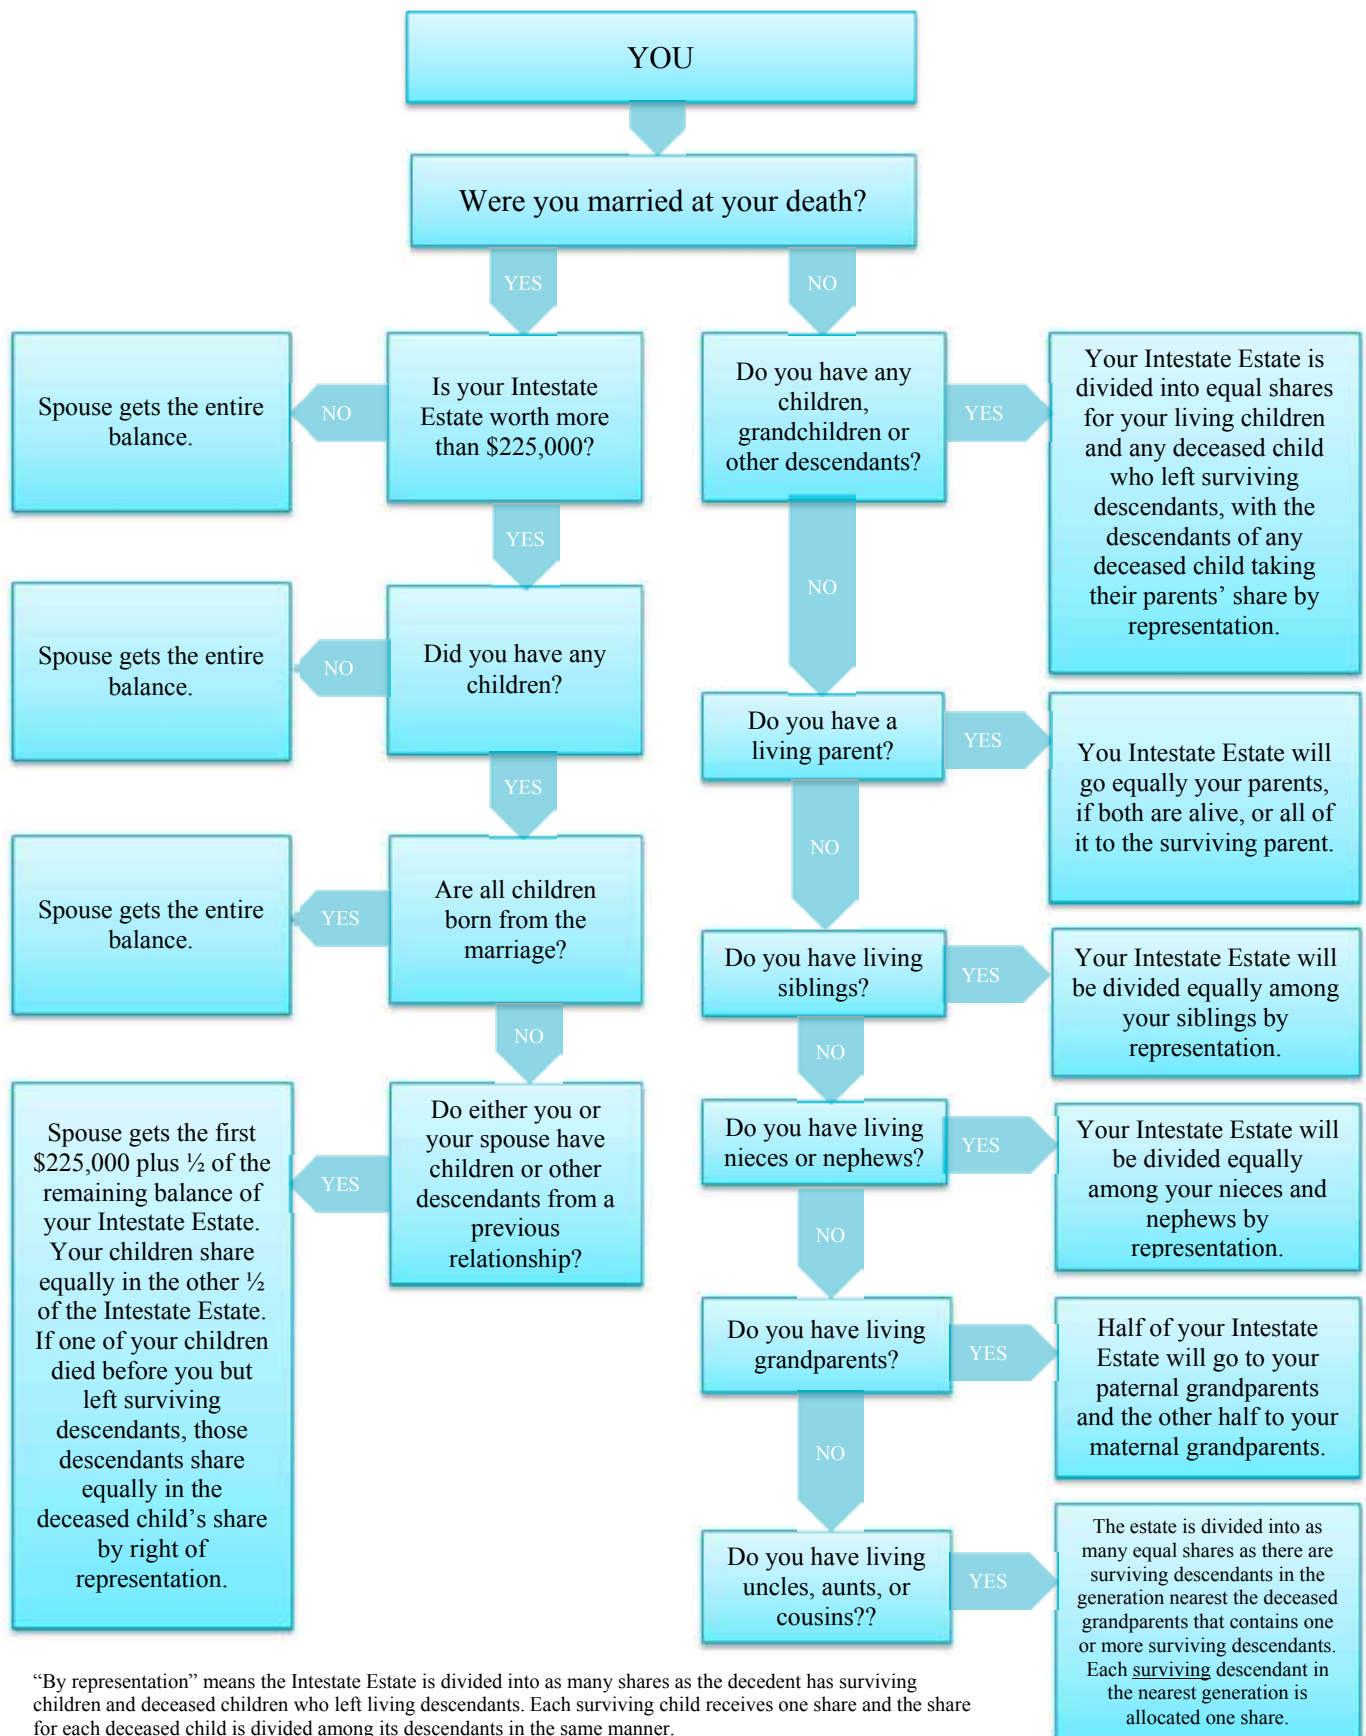 YOU
Were you married at your death?
YES
NO
Spouse gets the entire
balance.
NO
Is your Intestate
Estate worth more
than $225,000?
Do you have any
children,
grandchildren or
other descendants?
YES
Your Intestate Estate is
divided into equal shares
for your living children
and any deceased child
who left surviving
descendants, with the
descendants of any
deceased child taking
their parents’ share by
representation.
YES
NO
Spouse gets the entire
balance.
NO
Did you have any
children?
Do you have a
living parent?
YES
You Intestate Estate will
go equally your parents,
if both are alive, or all of
it to the surviving parent.
YES
NO
Spouse gets the entire
balance.
YES
Are all children
born from the
marriage?
Do you have living
siblings?
YES
Your Intestate Estate will
be divided equally among
your siblings by
representation.
NO
NO
Spouse gets the first
$225,000 plus ½ of the
remaining balance of
your Intestate Estate.
Your children share
equally in the other ½
of the Intestate Estate.
If one of your children
died before you but
left surviving
descendants, those
descendants share
equally in the
deceased child’s share
by right of
representation.
YES
Do either you or
your spouse have
children or other
descendants from a
previous
relationship?
Do you have living
nieces or nephews?
YES
Your Intestate Estate will
be divided equally
among your nieces and
nephews by
representation.
NO
Do you have living
grandparents?
YES
Half of your Intestate
Estate will go to your
paternal grandparents
and the other half to your
maternal grandparents.
NO
Do you have living
uncles, aunts, or
cousins??
YES
The estate is divided into as
many equal shares as there are
surviving descendants in the
generation nearest the deceased
grandparents that contains one
or more surviving descendants.
Each surviving descendant in
the nearest generation is
allocated one share.
“By representation” means the Intestate Estate is divided into as many shares as the decedent has surviving
children and deceased children who left living descendants. Each surviving child receives one share and the share
for each deceased child is divided among its descendants in the same manner.